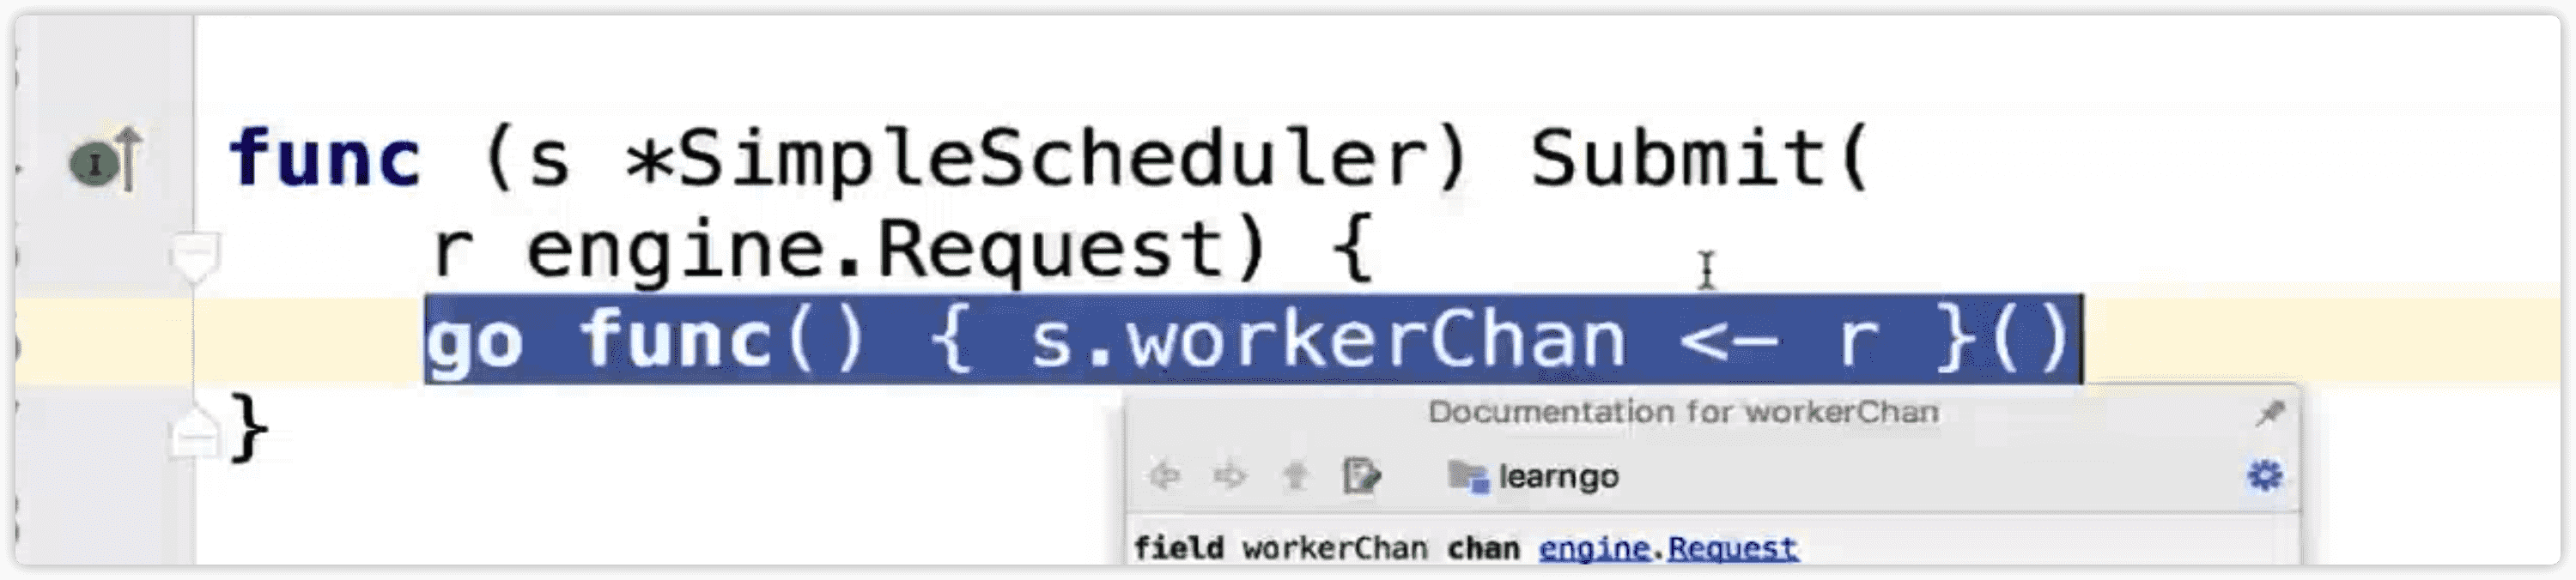 func (s *SimpleScheduler) Submit(
r engine.Request) {
go func() { s.workerChan <- r }()
}
Documentation for workerChan
learngo
field workerChan chan engine.Request